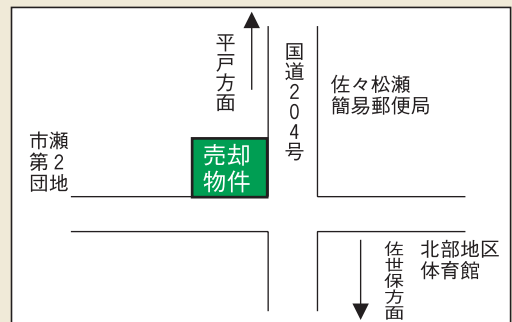 平戸方面
国道204号
佐々松瀬
簡易郵便局
市瀬
第2
団地
売却
物件
佐世保方面
北部地区
体育館